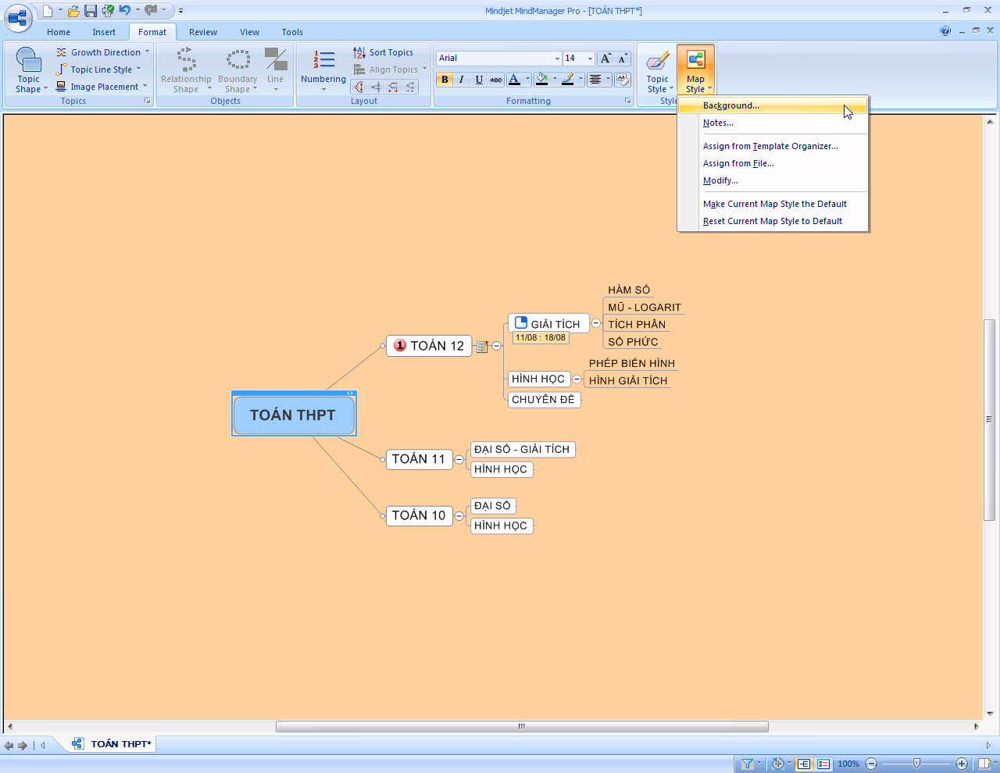 Mindjet MindManager Pro - [TOÁN THPT*]
Home Insert Format Review View Tools
Topic Shape
Growth Direction
Topic Line Style
Image Placement
Topics
Relationship Shape
Boundary Shape
Line
Objects
Numbering
Sort Topics
Align Topics
Layout
Arial 14
B I U ABC A
Formatting
Topic Style
Map Style
Style
Background...
Notes...
Assign from Template Organizer...
Assign from File...
Modify...
Make Current Map Style the Default
Reset Current Map Style to Default
TOÁN THPT
1 TOÁN 12
GIẢI TÍCH
11/08 : 18/08
HÀM SỐ
MŨ - LOGARIT
TÍCH PHÂN
SỐ PHỨC
HÌNH HỌC
PHÉP BIẾN HÌNH
HÌNH GIẢI TÍCH
CHUYÊN ĐỀ
TOÁN 11
ĐẠI SỐ - GIẢI TÍCH
HÌNH HỌC
TOÁN 10
ĐẠI SỐ
HÌNH HỌC
TOÁN THPT*
100%